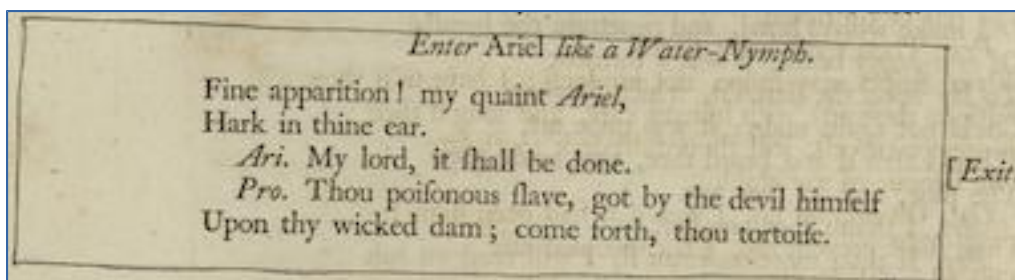 Enter Ariel like a Water-Nymph.
Fine apparition! my quaint Ariel,
Hark in thine ear.
Ari. My lord, it ſhall be done. [Exit
Pro. Thou poiſonous ſlave, got by the devil himſelf
Upon thy wicked dam; come forth, thou tortoiſe.